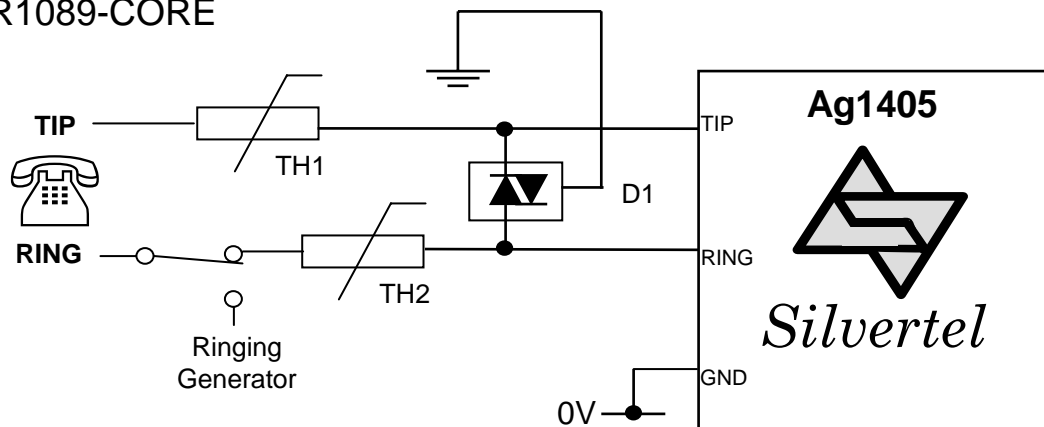 R1089-CORE
Ag1405
TIP
TIP
TH1
D1
RING
RING
TH2
Silvertel
Ringing
Generator
GND
0V